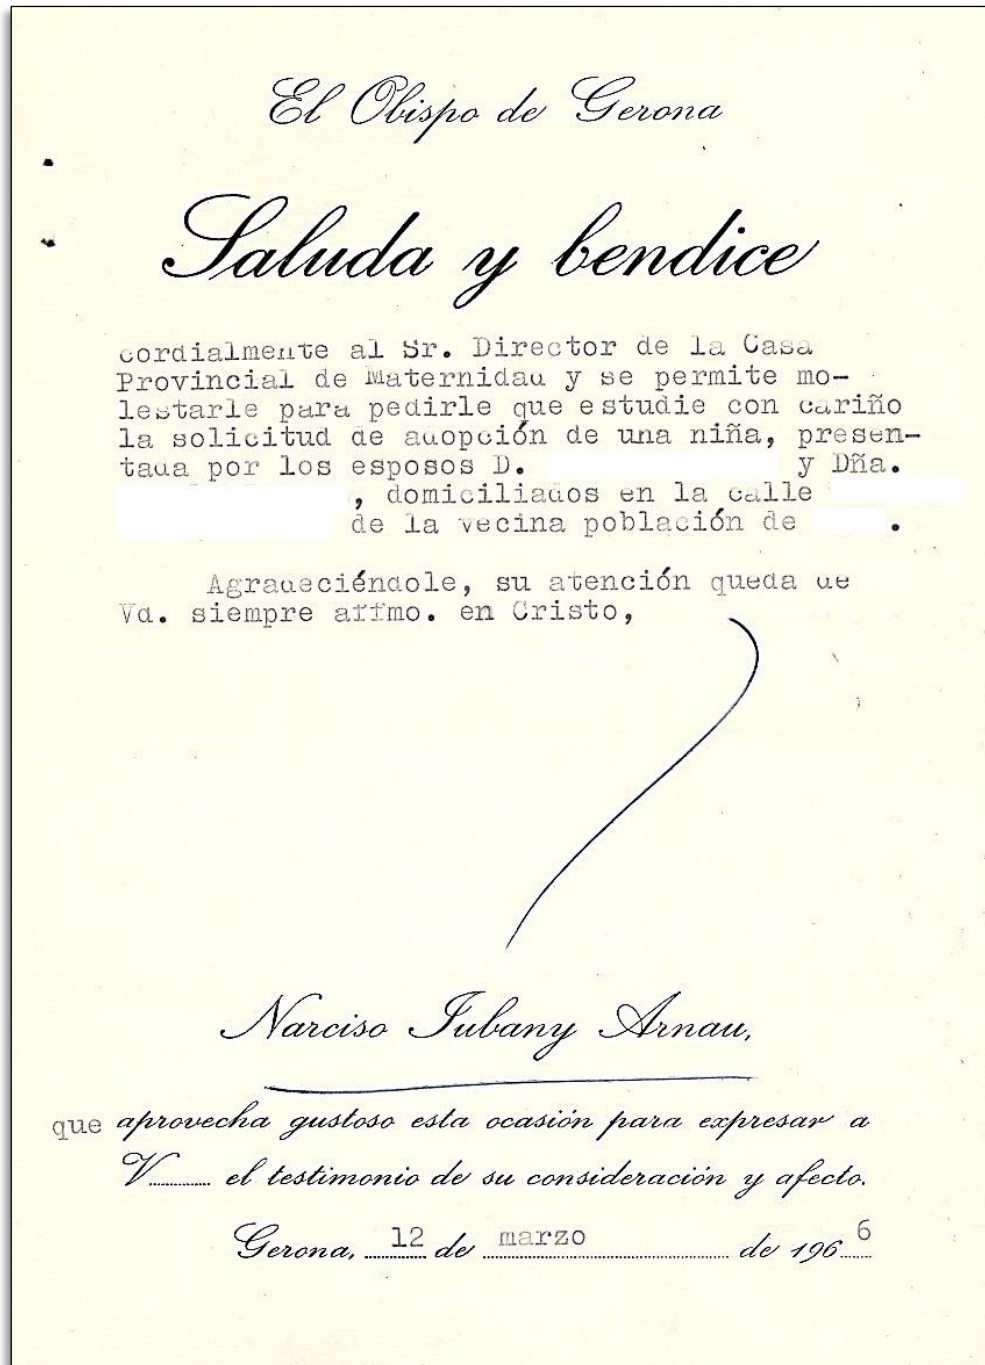 El Obispo de Gerona
Saluda y bendice
cordialmente al Sr. Director de la Casa
Provincial de Maternidad y se permite mo-
lestarle para pedirle que estudie con cariño
la solicitud de adopción de una niña, presen-
tada por los esposos D. y Dña.
, domiciliados en la calle
de la vecina población de .
Agradeciéndole, su atención queda de
Vd. siempre affmo. en Cristo,
Narciso Jubany Arnau,
que aprovecha gustoso esta ocasión para expresar a
V........ el testimonio de su consideración y afecto.
Gerona, 12 de marzo de 1966